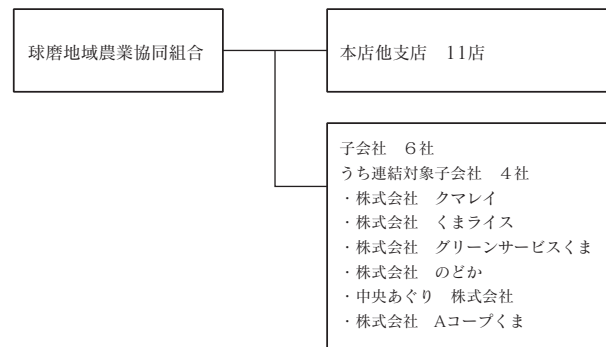 球磨地域農業協同組合
本店他支店　11店
子会社　６社
うち連結対象子会社　４社
・株式会社　クマレイ
・株式会社　くまライス
・株式会社　グリーンサービスくま
・株式会社　のどか
・中央あぐり　株式会社
・株式会社　Aコープくま